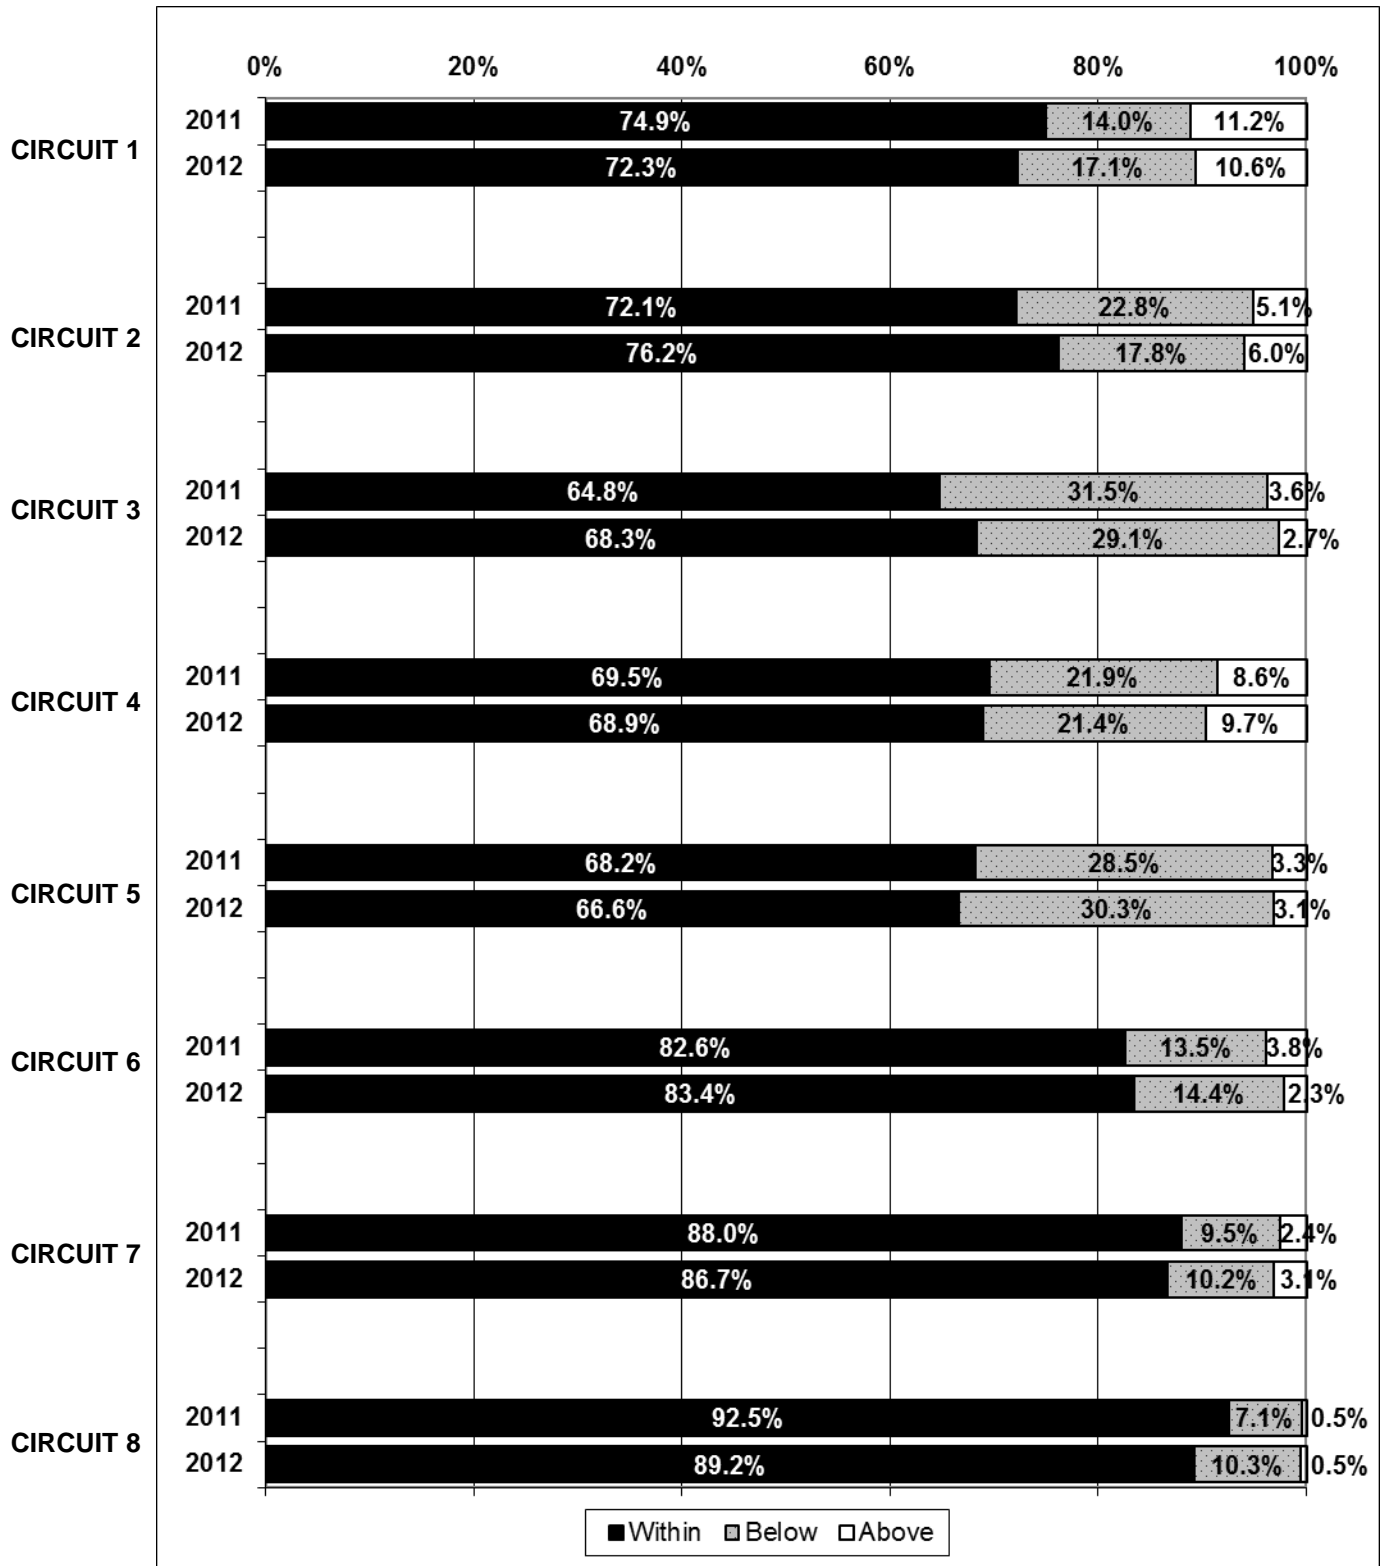 0% 20% 40% 60% 80% 100%
CIRCUIT 1
2011 74.9% 14.0% 11.2%
2012 72.3% 17.1% 10.6%
CIRCUIT 2
2011 72.1% 22.8% 5.1%
2012 76.2% 17.8% 6.0%
CIRCUIT 3
2011 64.8% 31.5% 3.6%
2012 68.3% 29.1% 2.7%
CIRCUIT 4
2011 69.5% 21.9% 8.6%
2012 68.9% 21.4% 9.7%
CIRCUIT 5
2011 68.2% 28.5% 3.3%
2012 66.6% 30.3% 3.1%
CIRCUIT 6
2011 82.6% 13.5% 3.8%
2012 83.4% 14.4% 2.3%
CIRCUIT 7
2011 88.0% 9.5% 2.4%
2012 86.7% 10.2% 3.1%
CIRCUIT 8
2011 92.5% 7.1% 0.5%
2012 89.2% 10.3% 0.5%
Within Below Above